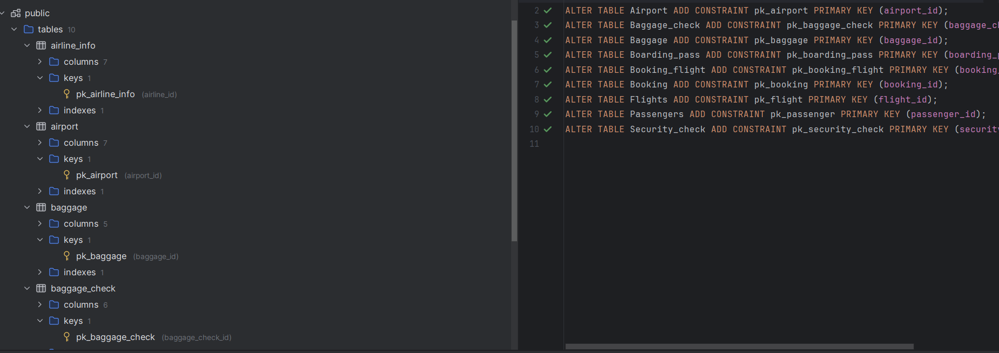 public
tables 10
airline_info
columns 7
keys 1
pk_airline_info (airline_id)
indexes 1
airport
columns 7
keys 1
pk_airport (airport_id)
indexes 1
baggage
columns 5
keys 1
pk_baggage (baggage_id)
indexes 1
baggage_check
columns 6
keys 1
pk_baggage_check (baggage_check_id)
2 ALTER TABLE Airport ADD CONSTRAINT pk_airport PRIMARY KEY (airport_id);
3 ALTER TABLE Baggage_check ADD CONSTRAINT pk_baggage_check PRIMARY KEY (baggage_c
4 ALTER TABLE Baggage ADD CONSTRAINT pk_baggage PRIMARY KEY (baggage_id);
5 ALTER TABLE Boarding_pass ADD CONSTRAINT pk_boarding_pass PRIMARY KEY (boarding_
6 ALTER TABLE Booking_flight ADD CONSTRAINT pk_booking_flight PRIMARY KEY (booking_
7 ALTER TABLE Booking ADD CONSTRAINT pk_booking PRIMARY KEY (booking_id);
8 ALTER TABLE Flights ADD CONSTRAINT pk_flight PRIMARY KEY (flight_id);
9 ALTER TABLE Passengers ADD CONSTRAINT pk_passenger PRIMARY KEY (passenger_id);
10 ALTER TABLE Security_check ADD CONSTRAINT pk_security_check PRIMARY KEY (security
11